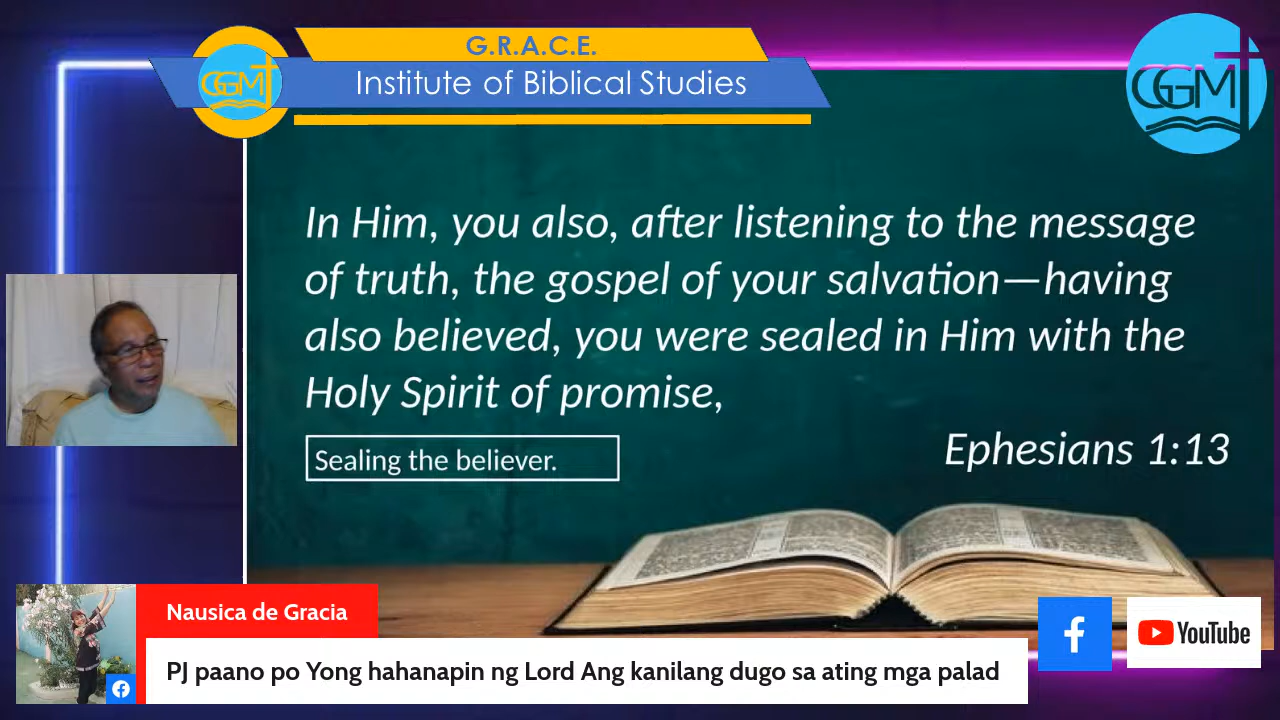 G.R.A.C.E.
Institute of Biblical Studies
CGM
CGM
In Him, you also, after listening to the message
of truth, the gospel of your salvation—having
also believed, you were sealed in Him with the
Holy Spirit of promise,
Ephesians 1:13
Sealing the believer.
Nausica de Gracia
PJ paano po Yong hahanapin ng Lord Ang kanilang dugo sa ating mga palad
YouTube